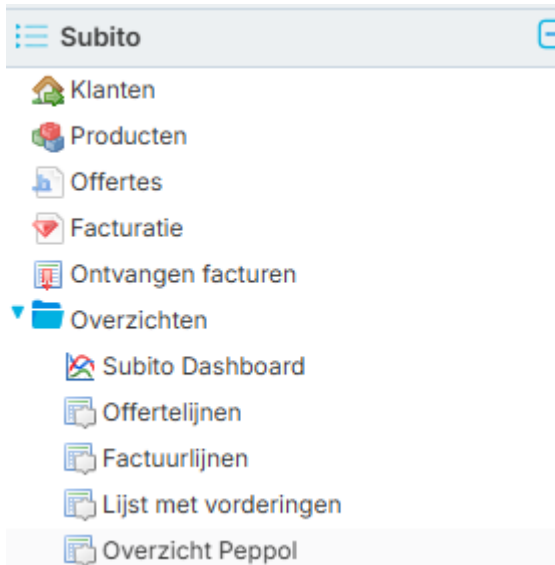 Subito
Klanten
Producten
Offertes
Facturatie
Ontvangen facturen
Overzichten
Subito Dashboard
Offertelijnen
Factuurlijnen
Lijst met vorderingen
Overzicht Peppol